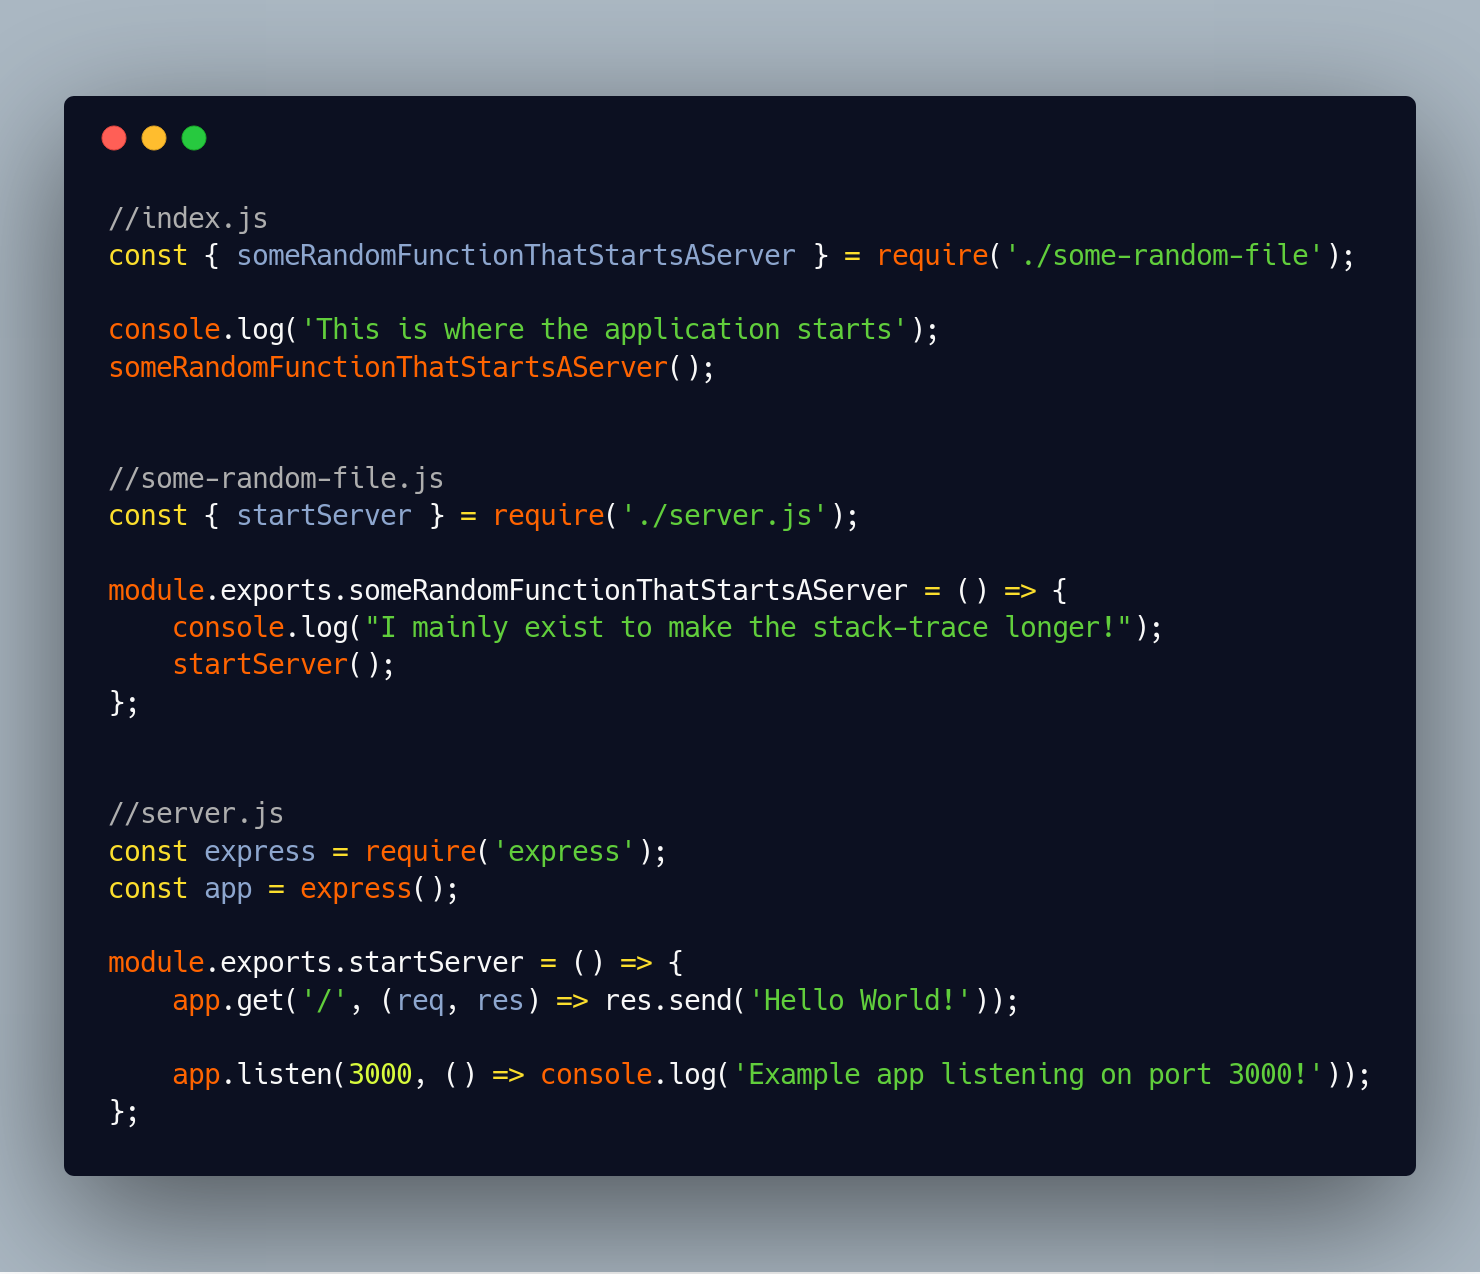 //index.js
const { someRandomFunctionThatStartsAServer } = require('./some-random-file');
console.log('This is where the application starts');
someRandomFunctionThatStartsAServer();
//some-random-file.js
const { startServer } = require('./server.js');
module.exports.someRandomFunctionThatStartsAServer = () => {
    console.log("I mainly exist to make the stack-trace longer!");
    startServer();
};
//server.js
const express = require('express');
const app = express();
module.exports.startServer = () => {
    app.get('/', (req, res) => res.send('Hello World!'));
    app.listen(3000, () => console.log('Example app listening on port 3000!'));
};